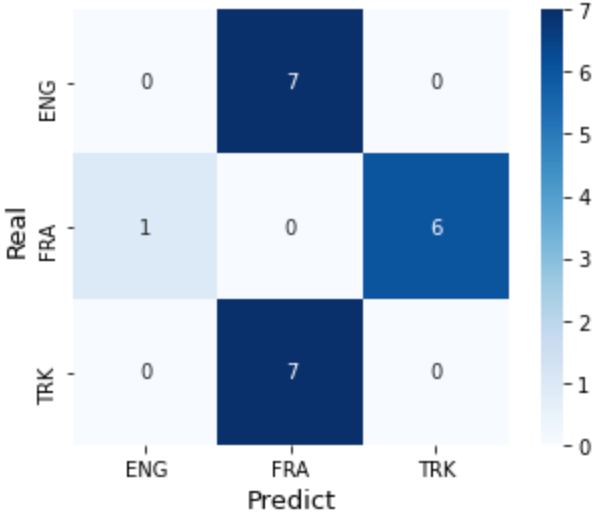 7
ENG 0 7 0
6
5
Real
FRA 1 0 6
4
3
2
TRK 0 7 0
1
0
ENG FRA TRK
Predict